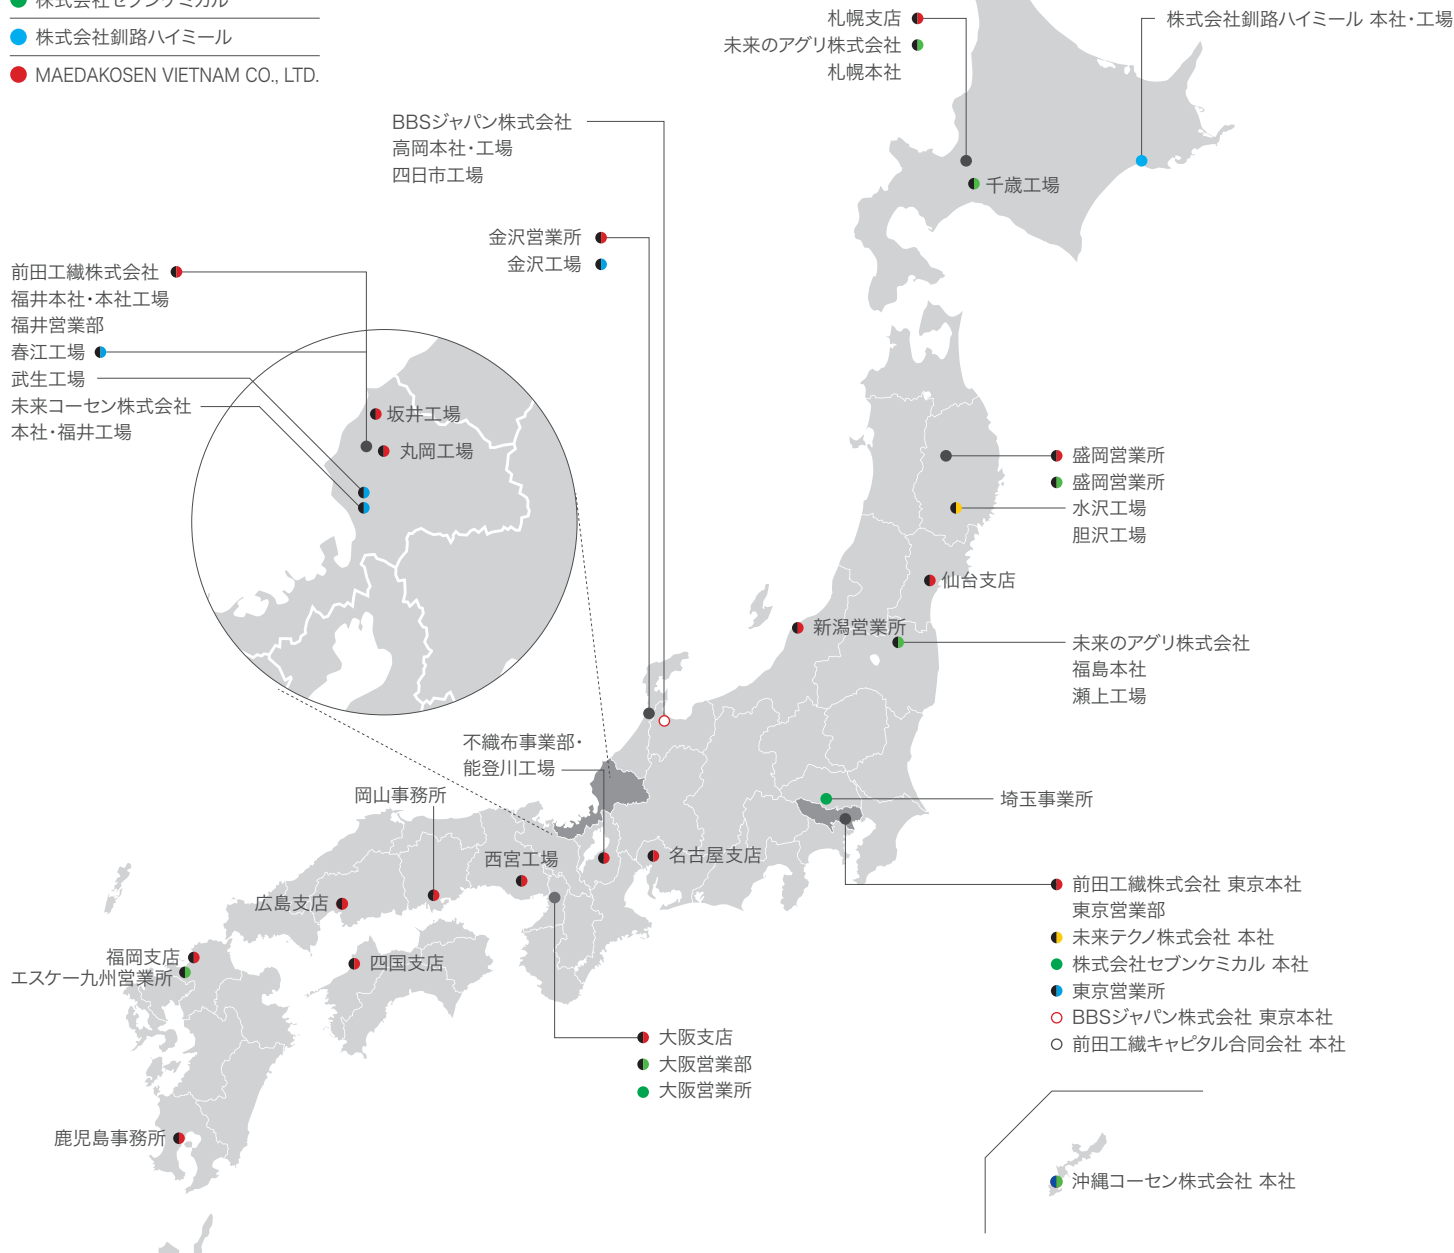 株式会社セブンケミカル
株式会社釧路ハイミール
MAEDAKOSEN VIETNAM CO., LTD.
札幌支店
未来のアグリ株式会社
札幌本社
株式会社釧路ハイミール 本社・工場
千歳工場
BBSジャパン株式会社
高岡本社・工場
四日市工場
金沢営業所
金沢工場
前田工繊株式会社
福井本社・本社工場
福井営業部
春江工場
武生工場
未来コーセン株式会社
本社・福井工場
坂井工場
丸岡工場
盛岡営業所
盛岡営業所
水沢工場
胆沢工場
仙台支店
新潟営業所
未来のアグリ株式会社
福島本社
瀬上工場
不織布事業部・
能登川工場
岡山事務所
埼玉事業所
西宮工場
名古屋支店
広島支店
前田工繊株式会社 東京本社
東京営業部
未来テクノ株式会社 本社
株式会社セブンケミカル 本社
東京営業所
BBSジャパン株式会社 東京本社
前田工繊キャピタル合同会社 本社
福岡支店
エスケー九州営業所
四国支店
大阪支店
大阪営業部
大阪営業所
鹿児島事務所
沖縄コーセン株式会社 本社